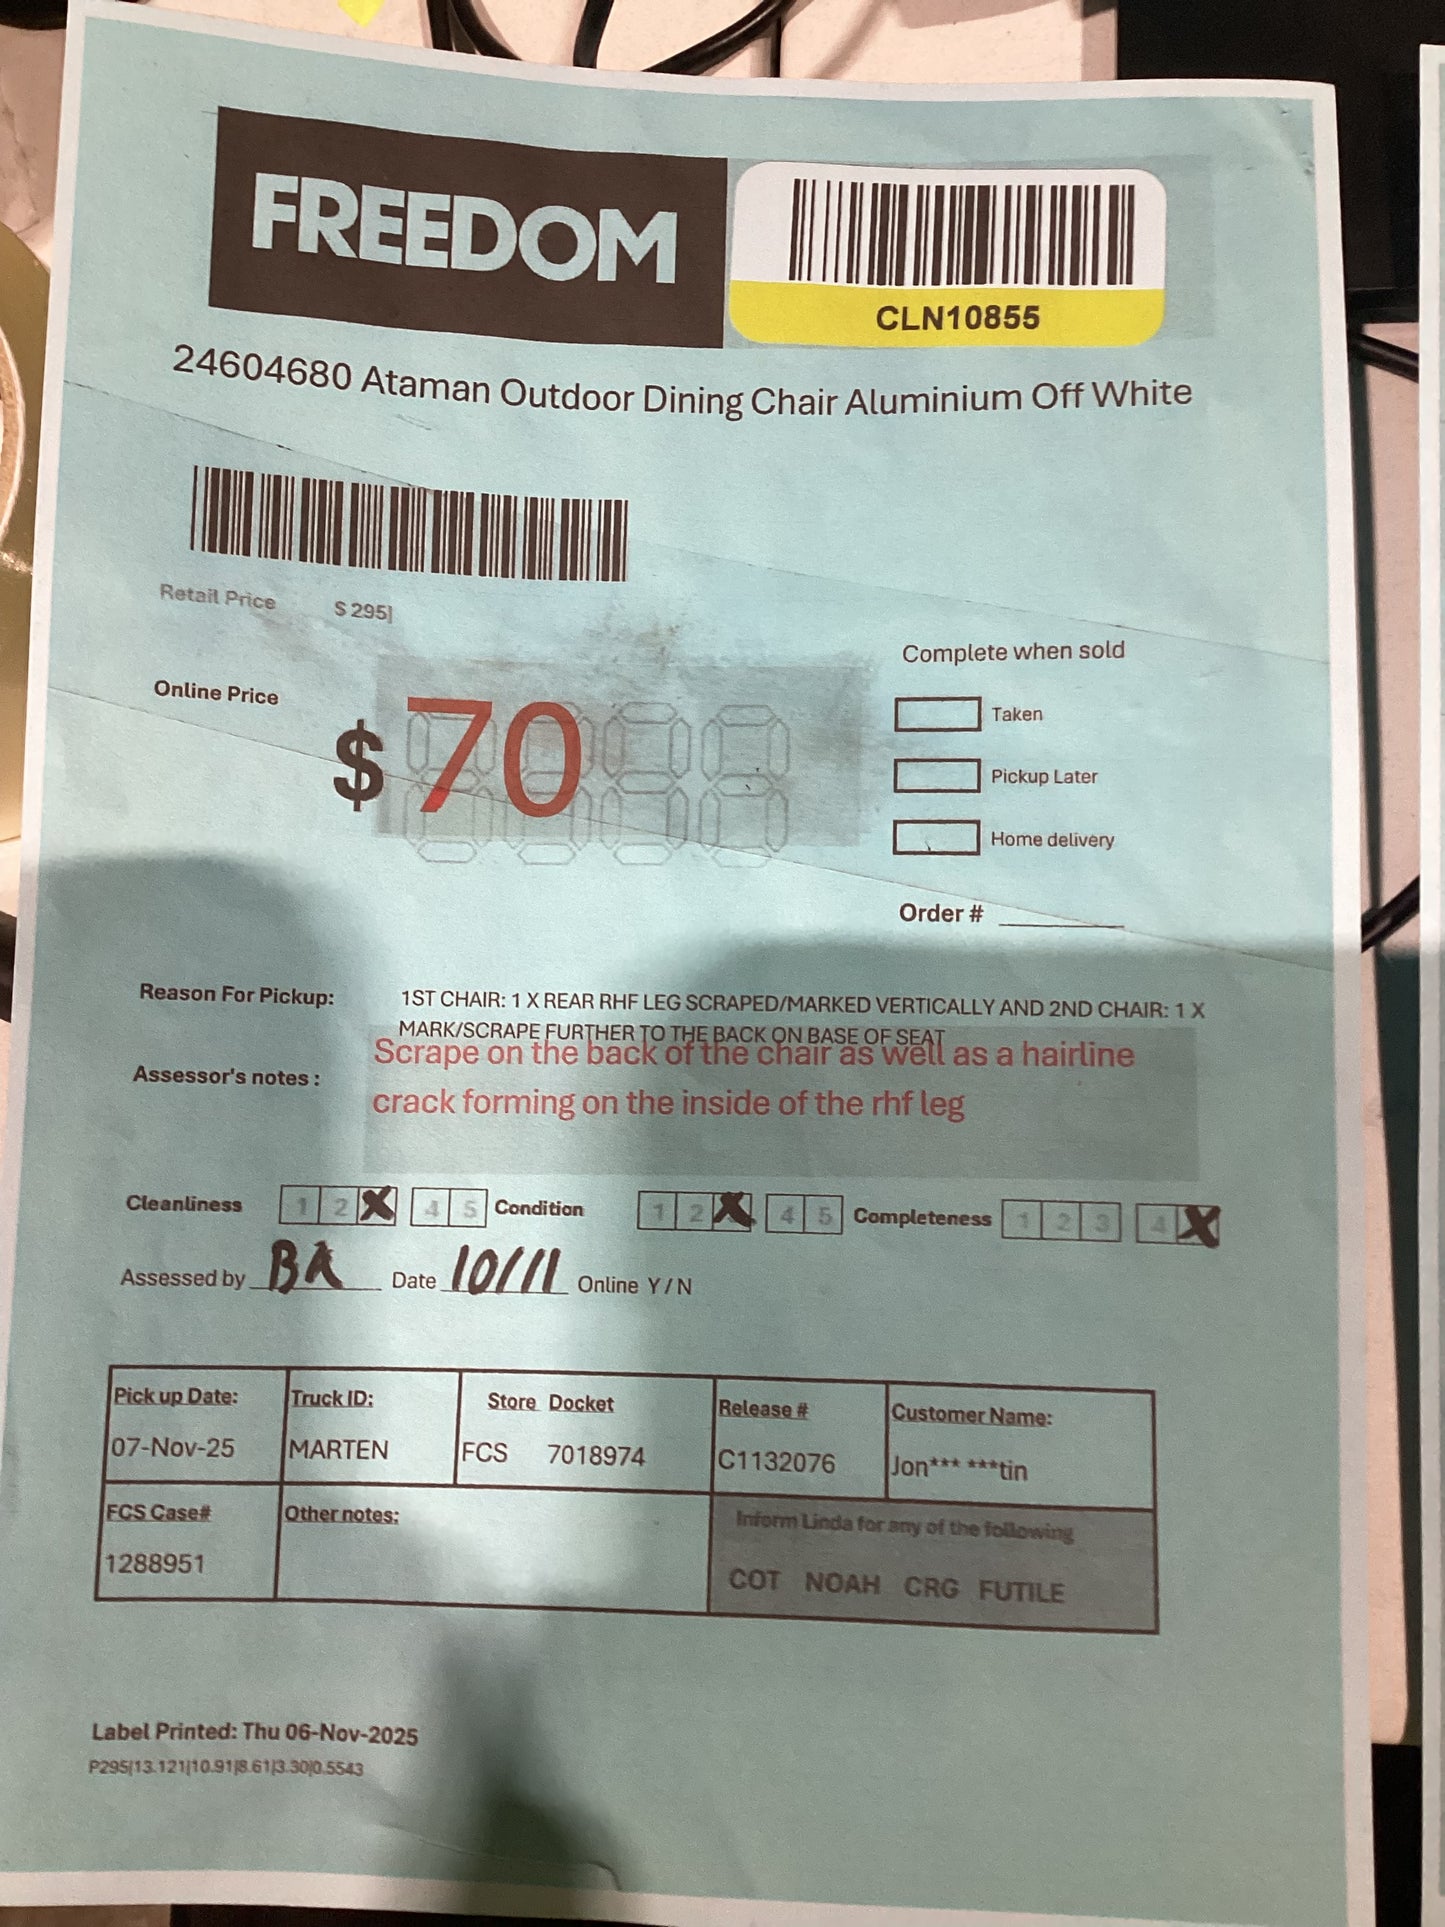 FREEDOM
CLN10855
24604680 Ataman Outdoor Dining Chair Aluminium Off White
Retail Price $ 295|
Online Price
$ 70
Complete when sold
Taken
Pickup Later
Home delivery
Order #
Reason For Pickup: 1ST CHAIR: 1 X REAR RHF LEG SCRAPED/MARKED VERTICALLY AND 2ND CHAIR: 1 X
MARK/SCRAPE FURTHER TO THE BACK ON BASE OF SEAT
Assessor's notes : Scrape on the back of the chair as well as a hairline
crack forming on the inside of the rhf leg
Cleanliness 1 2 X 4 5 Condition 1 2 X 4 5 Completeness 1 2 3 4 X
Assessed by BA Date 10/11 Online Y / N
Pick up Date: Truck ID: Store Docket Release # Customer Name:
07-Nov-25 MARTEN FCS 7018974 C1132076 Jon*** ***tin
FCS Case# Other notes: Inform Linda for any of the following
1288951 COT NOAH CRG FUTILE
Label Printed: Thu 06-Nov-2025
P295|13.121|10.91|8.61|3.30|0.5543